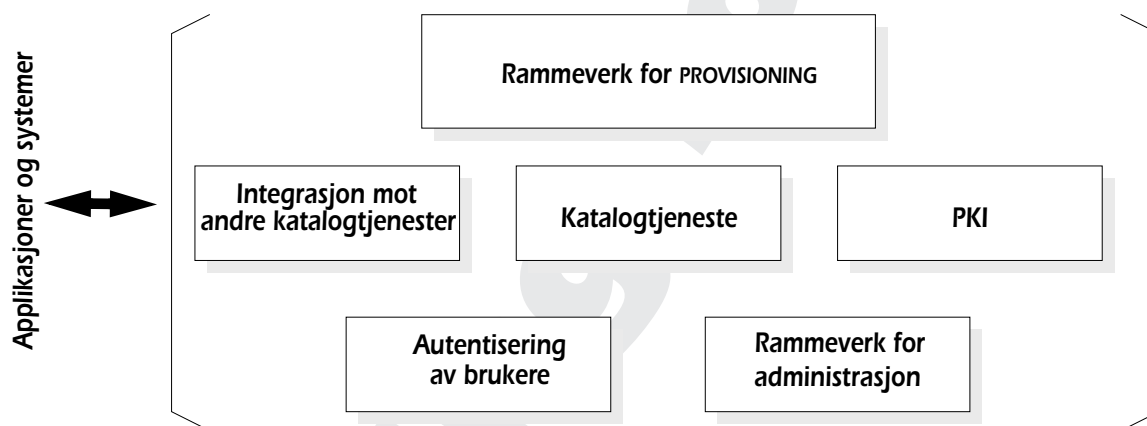 Applikasjoner og systemer
Rammeverk for PROVISIONING
Integrasjon mot
andre katalogtjenester
Katalogtjeneste
PKI
Autentisering
av brukere
Rammeverk for
administrasjon